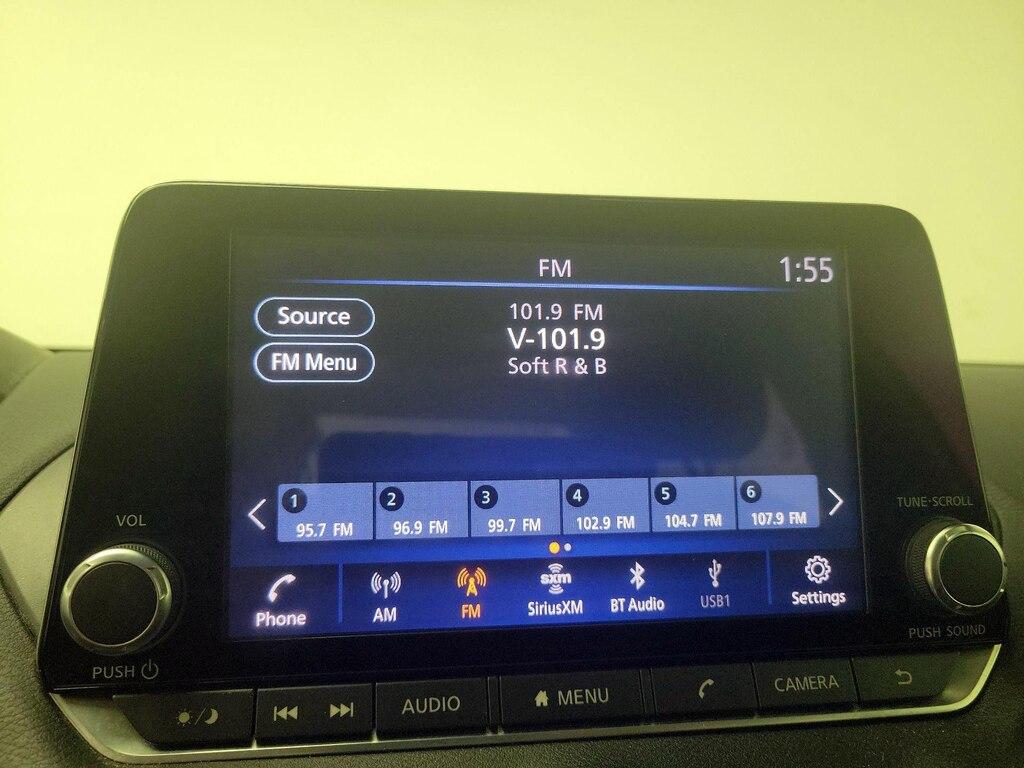 FM
1:55
Source
101.9 FM
V-101.9
FM Menu
Soft R & B
1
2
3
4
5
6
95.7 FM
96.9 FM
99.7 FM
102.9 FM
104.7 FM
107.9 FM
Phone
AM
FM
sxm
SiriusXM
BT Audio
USB1
Settings
VOL
PUSH
TUNE·SCROLL
PUSH SOUND
AUDIO
MENU
CAMERA